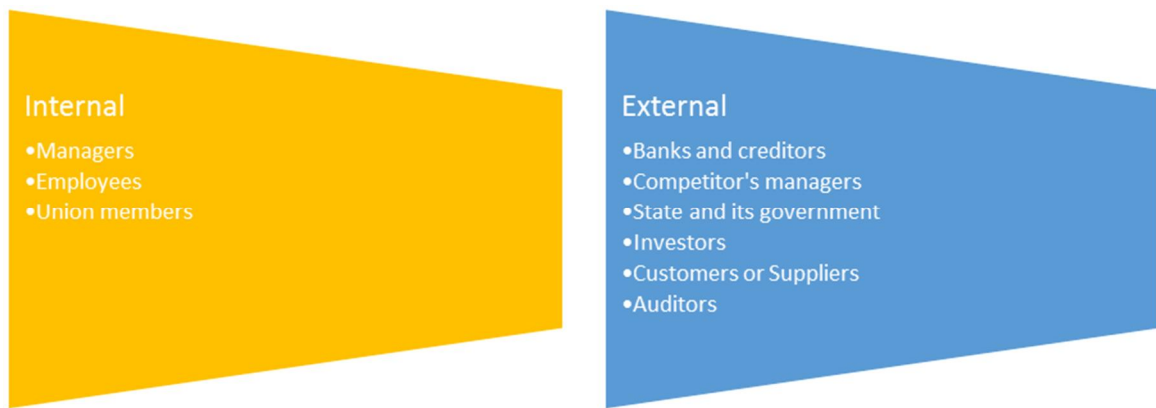 Internal
•Managers
•Employees
•Union members
External
•Banks and creditors
•Competitor's managers
•State and its government
•Investors
•Customers or Suppliers
•Auditors